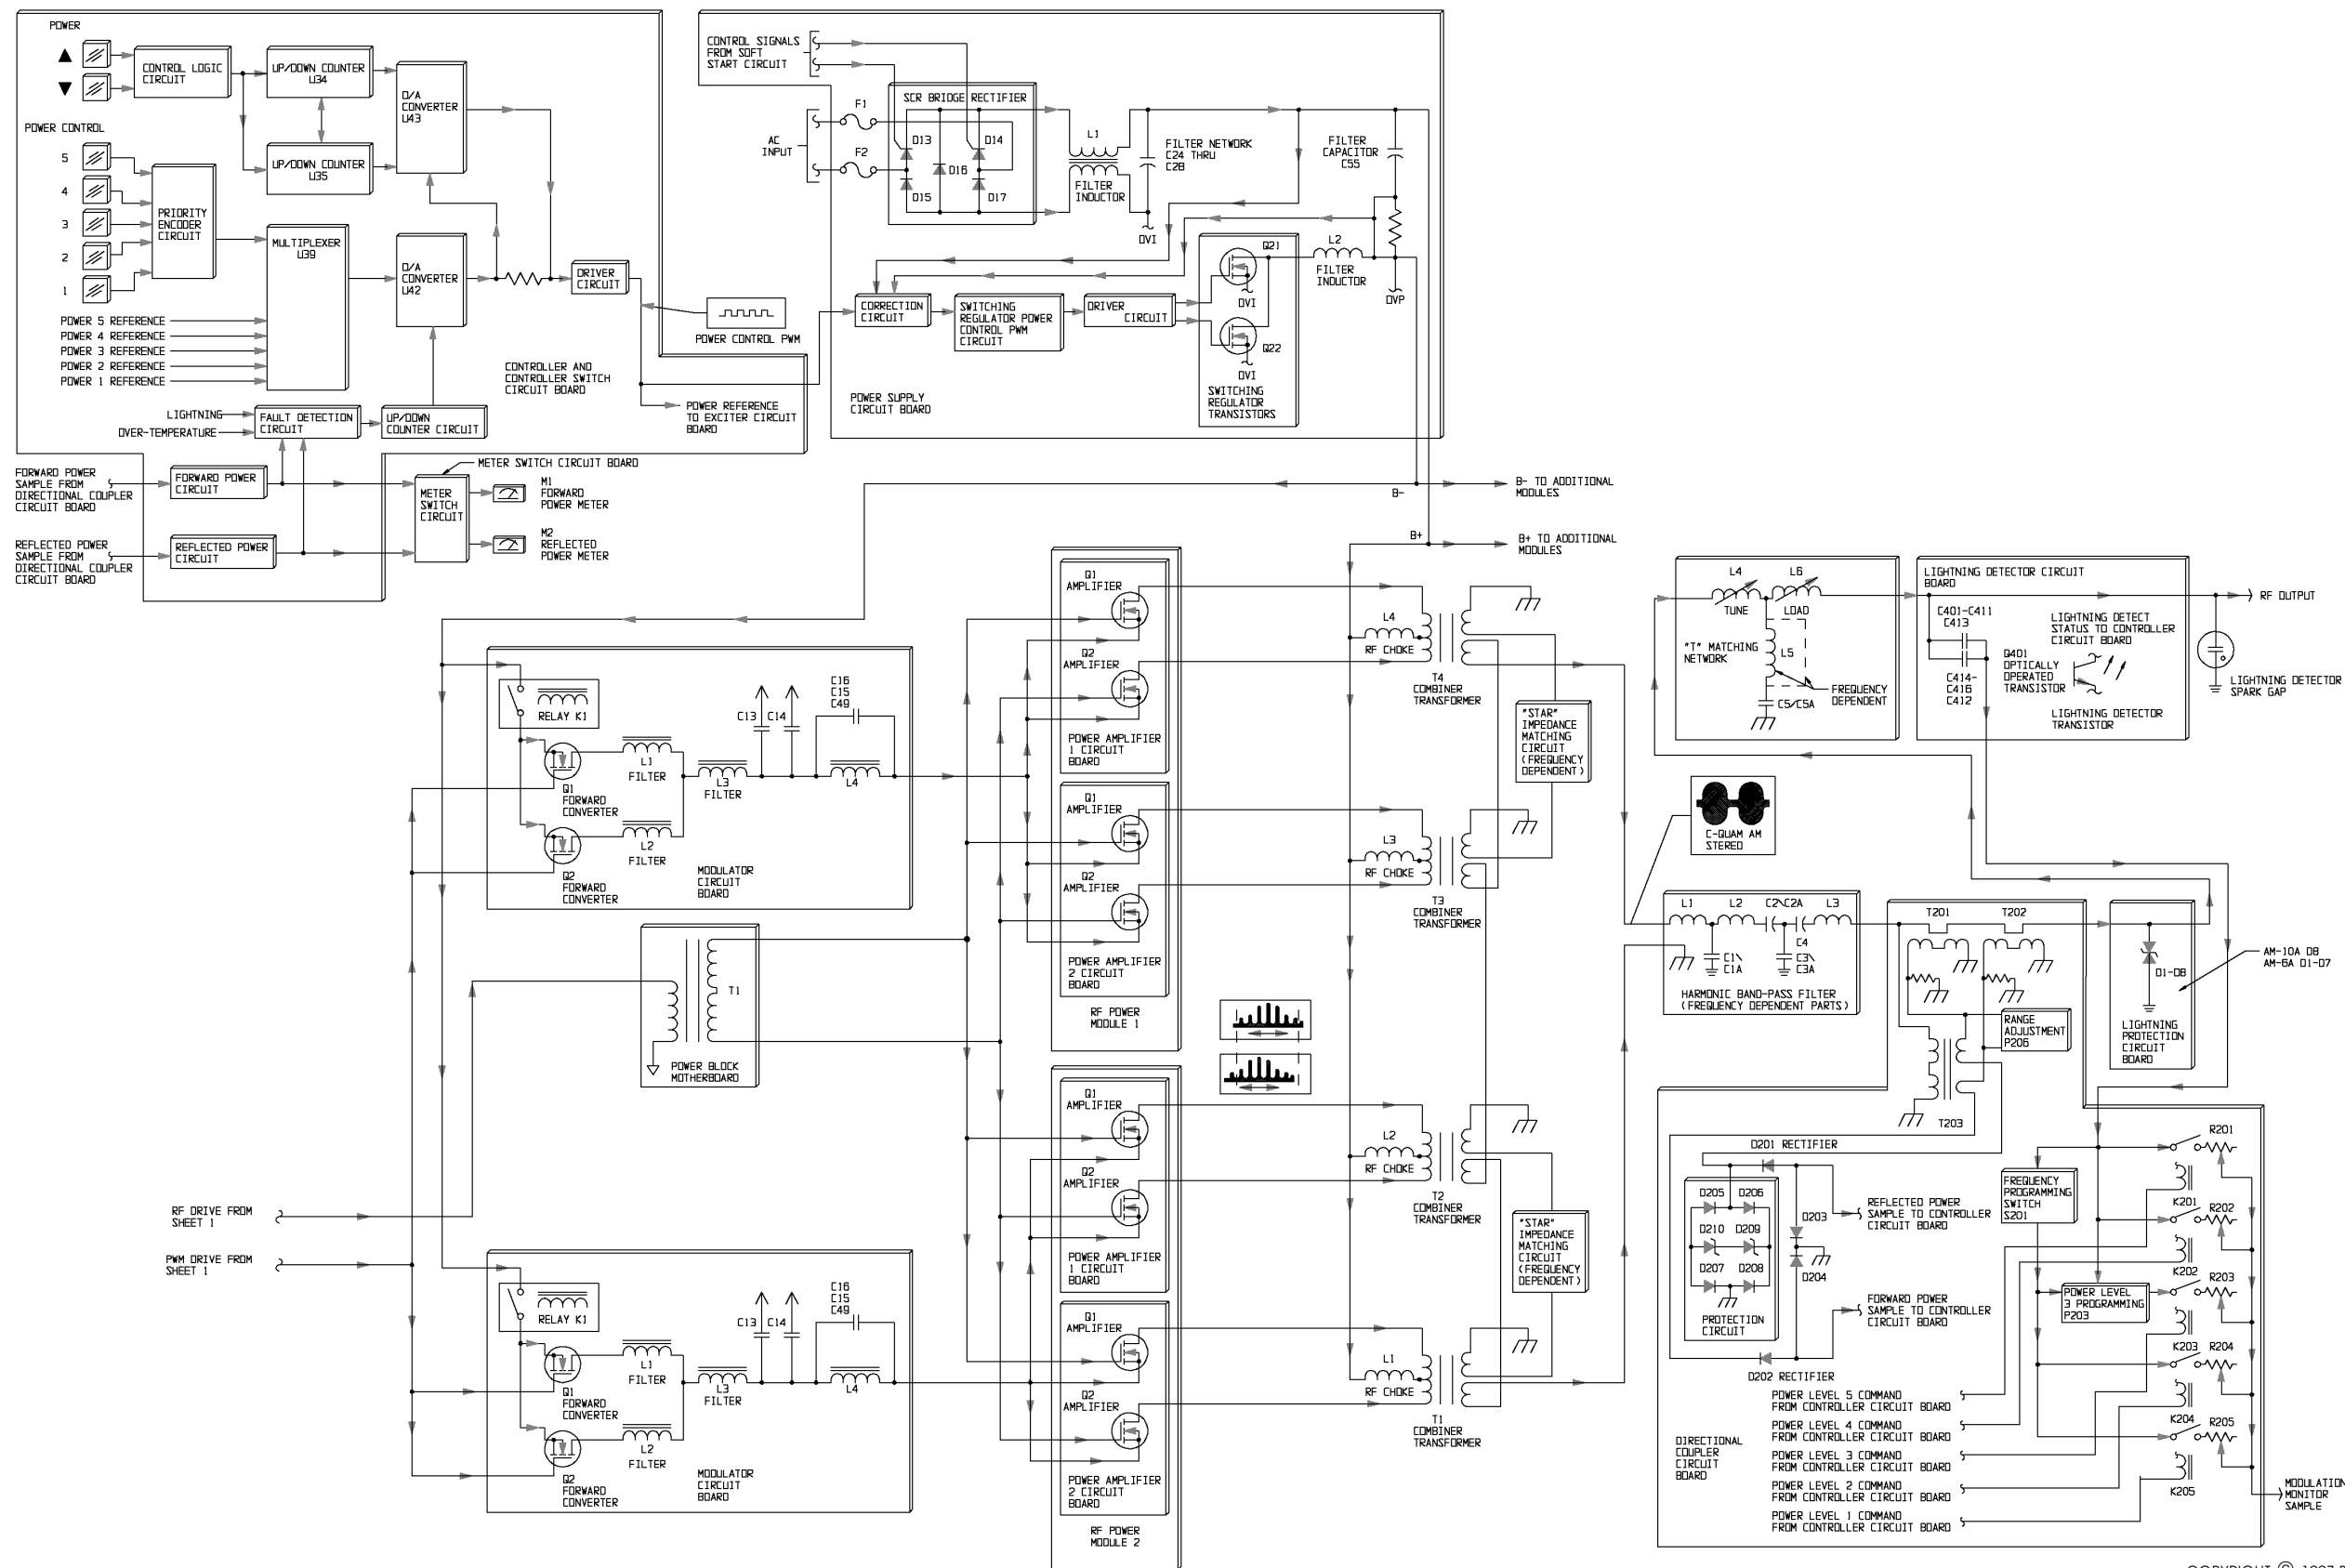 POWER
CONTROL LOGIC
CIRCUIT
UP/DOWN COUNTER
U34
D/A
CONVERTER
U43
POWER CONTROL
UP/DOWN COUNTER
U35
5
4
3
2
1
PRIORITY
ENCODER
CIRCUIT
MULTIPLEXER
U39
D/A
CONVERTER
U42
DRIVER
CIRCUIT
POWER CONTROL PWM
POWER 5 REFERENCE
POWER 4 REFERENCE
POWER 3 REFERENCE
POWER 2 REFERENCE
POWER 1 REFERENCE
CONTROLLER AND
CONTROLLER SWITCH
CIRCUIT BOARD
LIGHTNING
OVER-TEMPERATURE
FAULT DETECTION
CIRCUIT
UP/DOWN
COUNTER CIRCUIT
POWER REFERENCE
TO EXCITER CIRCUIT
BOARD
FORWARD POWER
SAMPLE FROM
DIRECTIONAL COUPLER
CIRCUIT BOARD
FORWARD POWER
CIRCUIT
METER SWITCH CIRCUIT BOARD
METER
SWITCH
CIRCUIT
M1
FORWARD
POWER METER
M2
REFLECTED
POWER METER
REFLECTED POWER
SAMPLE FROM
DIRECTIONAL COUPLER
CIRCUIT BOARD
REFLECTED POWER
CIRCUIT
CONTROL SIGNALS
FROM SOFT
START CIRCUIT
SCR BRIDGE RECTIFIER
AC
INPUT
F1
F2
D13
D14
D16
D15
D17
L1
FILTER
INDUCTOR
FILTER NETWORK
C24 THRU
C28
OVI
FILTER
CAPACITOR
C55
Q21
L2
FILTER
INDUCTOR
OVP
OVI
Q22
OVI
SWITCHING
REGULATOR
TRANSISTORS
CORRECTION
CIRCUIT
SWITCHING
REGULATOR POWER
CONTROL PWM
CIRCUIT
DRIVER
CIRCUIT
POWER SUPPLY
CIRCUIT BOARD
B-
B- TO ADDITIONAL
MODULES
B+
B+ TO ADDITIONAL
MODULES
RELAY K1
Q1
FORWARD
CONVERTER
Q2
FORWARD
CONVERTER
L1
FILTER
L2
FILTER
L3
FILTER
C13
C14
C16
C15
C49
L4
MODULATOR
CIRCUIT
BOARD
T1
POWER BLOCK
MOTHERBOARD
RF DRIVE FROM
SHEET 1
PWM DRIVE FROM
SHEET 1
RELAY K1
Q1
FORWARD
CONVERTER
Q2
FORWARD
CONVERTER
L1
FILTER
L2
FILTER
L3
FILTER
C13
C14
C16
C15
C49
L4
MODULATOR
CIRCUIT
BOARD
Q1
AMPLIFIER
Q2
AMPLIFIER
POWER AMPLIFIER
1 CIRCUIT
BOARD
Q1
AMPLIFIER
Q2
AMPLIFIER
POWER AMPLIFIER
2 CIRCUIT
BOARD
RF POWER
MODULE 1
Q1
AMPLIFIER
Q2
AMPLIFIER
POWER AMPLIFIER
1 CIRCUIT
BOARD
Q1
AMPLIFIER
Q2
AMPLIFIER
POWER AMPLIFIER
2 CIRCUIT
BOARD
RF POWER
MODULE 2
L4
RF CHOKE
T4
COMBINER
TRANSFORMER
"STAR"
IMPEDANCE
MATCHING
CIRCUIT
(FREQUENCY
DEPENDENT)
L3
RF CHOKE
T3
COMBINER
TRANSFORMER
L2
RF CHOKE
T2
COMBINER
TRANSFORMER
"STAR"
IMPEDANCE
MATCHING
CIRCUIT
(FREQUENCY
DEPENDENT)
L1
RF CHOKE
T1
COMBINER
TRANSFORMER
L4
TUNE
L6
LOAD
"T" MATCHING
NETWORK
L5
FREQUENCY
DEPENDENT
C5/C5A
LIGHTNING DETECTOR CIRCUIT
BOARD
C401-C411
C413
C414-
C416
C412
LIGHTNING DETECT
STATUS TO CONTROLLER
CIRCUIT BOARD
Q401
OPTICALLY
OPERATED
TRANSISTOR
LIGHTNING DETECTOR
TRANSISTOR
RF OUTPUT
LIGHTNING DETECTOR
SPARK GAP
C-QUAM AM
STEREO
L1
L2
C2\C2A
L3
C1\
C1A
C4
C3\
C3A
HARMONIC BAND-PASS FILTER
(FREQUENCY DEPENDENT PARTS)
T201
T202
D1-D8
LIGHTNING
PROTECTION
CIRCUIT
BOARD
AM-10A D8
AM-6A D1-D7
RANGE
ADJUSTMENT
P206
T203
D201 RECTIFIER
D205
D206
D210
D209
D207
D208
PROTECTION
CIRCUIT
D203
D204
D202 RECTIFIER
REFLECTED POWER
SAMPLE TO CONTROLLER
CIRCUIT BOARD
FORWARD POWER
SAMPLE TO CONTROLLER
CIRCUIT BOARD
FREQUENCY
PROGRAMMING
SWITCH
S201
POWER LEVEL
3 PROGRAMMING
P203
R201
K201
R202
K202
R203
K203
R204
K204
R205
K205
POWER LEVEL 5 COMMAND
FROM CONTROLLER CIRCUIT BOARD
POWER LEVEL 4 COMMAND
FROM CONTROLLER CIRCUIT BOARD
POWER LEVEL 3 COMMAND
FROM CONTROLLER CIRCUIT BOARD
POWER LEVEL 2 COMMAND
FROM CONTROLLER CIRCUIT BOARD
POWER LEVEL 1 COMMAND
FROM CONTROLLER CIRCUIT BOARD
DIRECTIONAL
COUPLER
CIRCUIT
BOARD
MODULATION
MONITOR
SAMPLE
COPYRIGHT © 1997